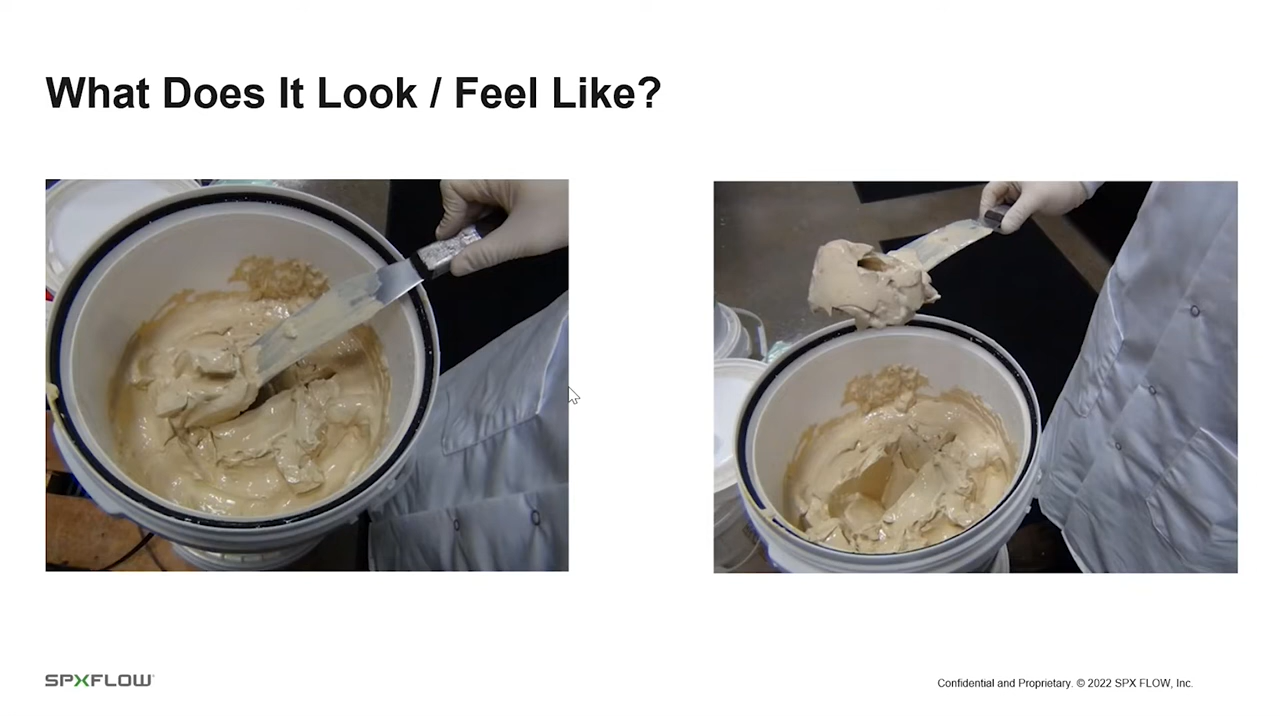 What Does It Look / Feel Like?
SPXFLOW
Confidential and Proprietary. © 2022 SPX FLOW, Inc.